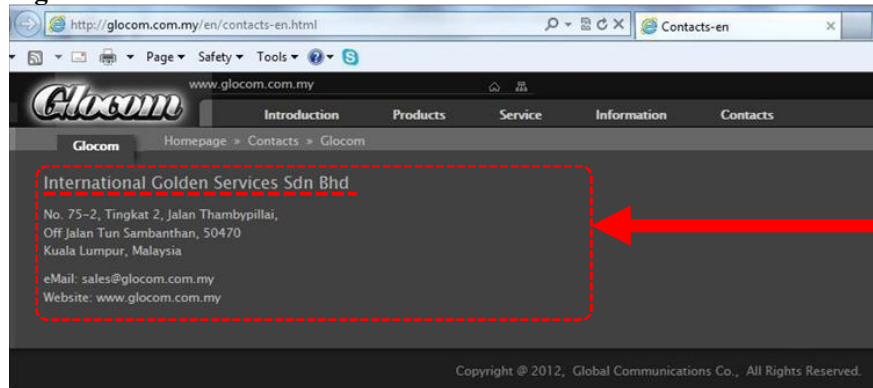 http://glocom.com.my/en/contacts-en.html
Contacts-en
Page Safety Tools
www.glocom.com.my
Glocom
Introduction Products Service Information Contacts
Glocom Homepage » Contacts » Glocom
International Golden Services Sdn Bhd
No. 75-2, Tingkat 2, Jalan Thambypillai,
Off Jalan Tun Sambanthan, 50470
Kuala Lumpur, Malaysia
eMail: sales@glocom.com.my
Website: www.glocom.com.my
Copyright @ 2012, Global Communications Co., All Rights Reserved.